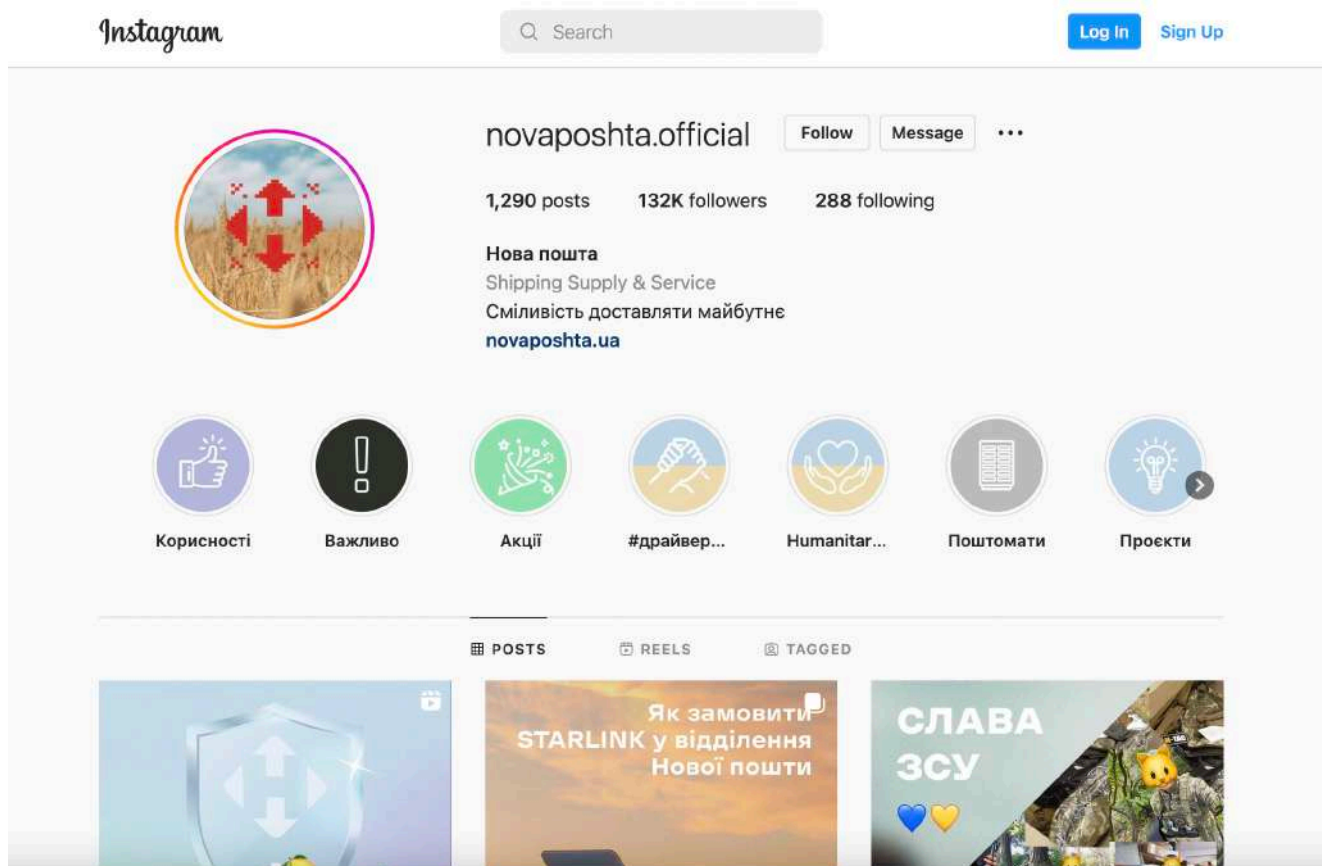 Instagram
Search
Log In
Sign Up
novaposhta.official
Follow
Message
1,290 posts
132K followers
288 following
Нова пошта
Shipping Supply & Service
Сміливість доставляти майбутнє
novaposhta.ua
Корисності
Важливо
Акції
#драйвер...
Humanitar...
Поштомати
Проєкти
POSTS
REELS
TAGGED
Як замовити
STARLINK у відділення
Нової пошти
СЛАВА
ЗСУ
M-TAC